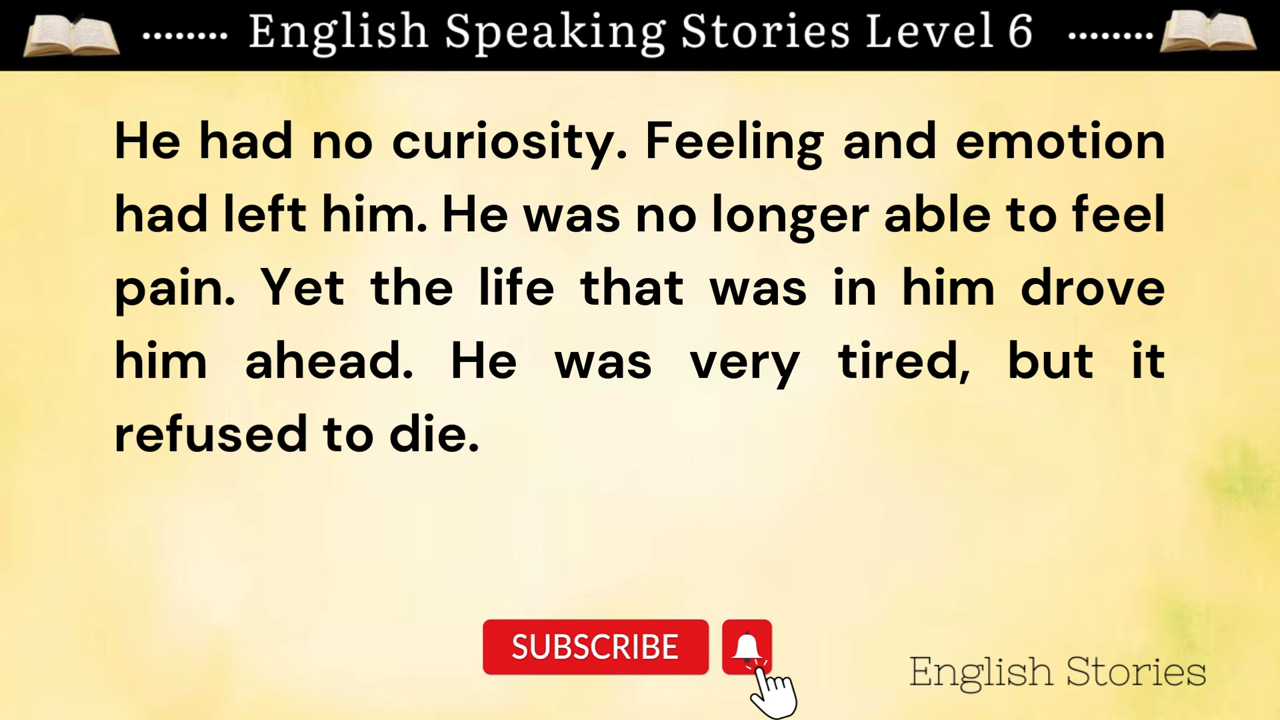 English Speaking Stories Level 6
He had no curiosity. Feeling and emotion
had left him. He was no longer able to feel
pain. Yet the life that was in him drove
him ahead. He was very tired, but it
refused to die.
SUBSCRIBE
English Stories